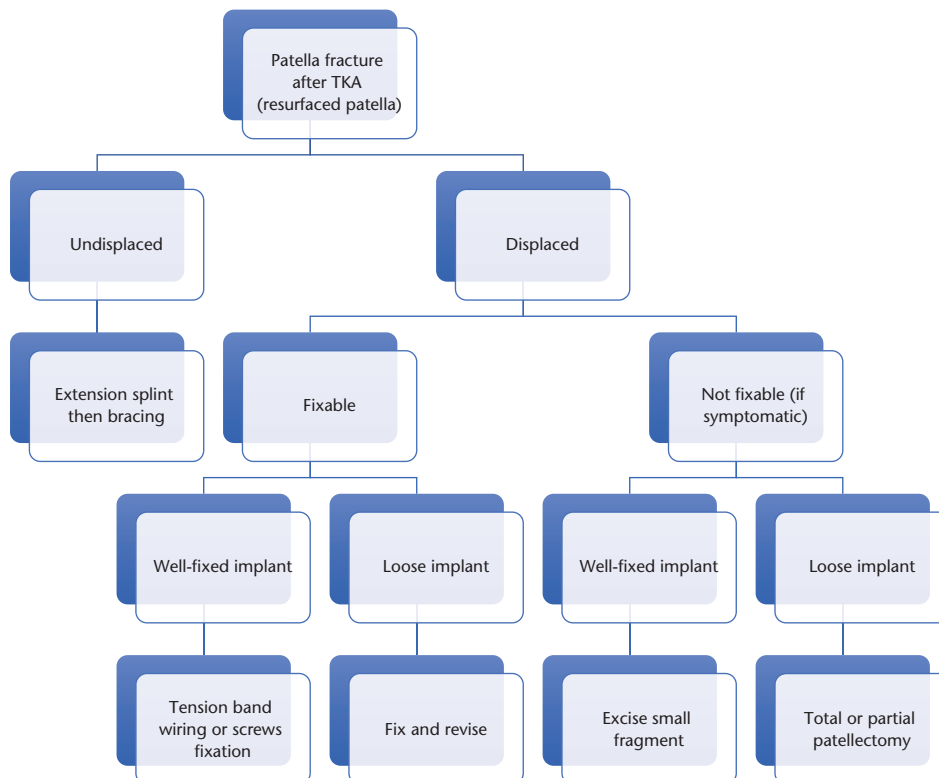 Patella fracture
after TKA
(resurfaced patella)
Undisplaced
Displaced
Extension splint
then bracing
Fixable
Not fixable (if
symptomatic)
Well-fixed implant
Loose implant
Well-fixed implant
Loose implant
Tension band
wiring or screws
fixation
Fix and revise
Excise small
fragment
Total or partial
patellectomy